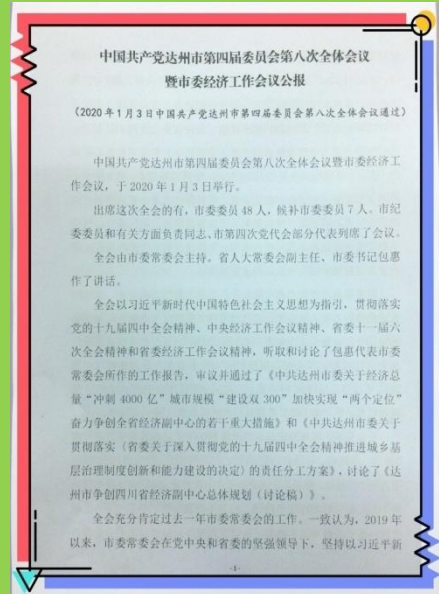 中国共产党达州市第四届委员会第八次全体会议
暨市委经济工作会议公报
（2020年1月3日中国共产党达州市第四届委员会第八次全体会议通过）
中国共产党达州市第四届委员会第八次全体会议暨市委经济工
作会议，于2020年1月3日举行。
出席这次全会的有，市委委员48人，候补市委委员7人。市纪
委委员和有关方面负责同志、市第四次党代会部分代表列席了会议。
全会由市委常委会主持。省人大常委会副主任、市委书记包惠
作了讲话。
全会以习近平新时代中国特色社会主义思想为指引，贯彻落实
党的十九届四中全会精神、中央经济工作会议精神、省委十一届六
次全会精神和省委经济工作会议精神，听取和讨论了包惠代表市委
常委会所作的工作报告，审议并通过了《中共达州市委关于经济总
量“冲刺4000亿”城市规模“建设双300”加快实现“两个定位”
奋力争创全省经济副中心的若干重大措施》和《中共达州市委关于
贯彻落实〈省委关于深入贯彻党的十九届四中全会精神推进城乡基
层治理制度创新和能力建设的决定〉的责任分工方案》，讨论了《达
州市争创四川省经济副中心总体规划（讨论稿）》。
全会充分肯定过去一年市委常委会的工作。一致认为，2019年
以来，市委常委会在党中央和省委的坚强领导下，坚持以习近平新
-1-